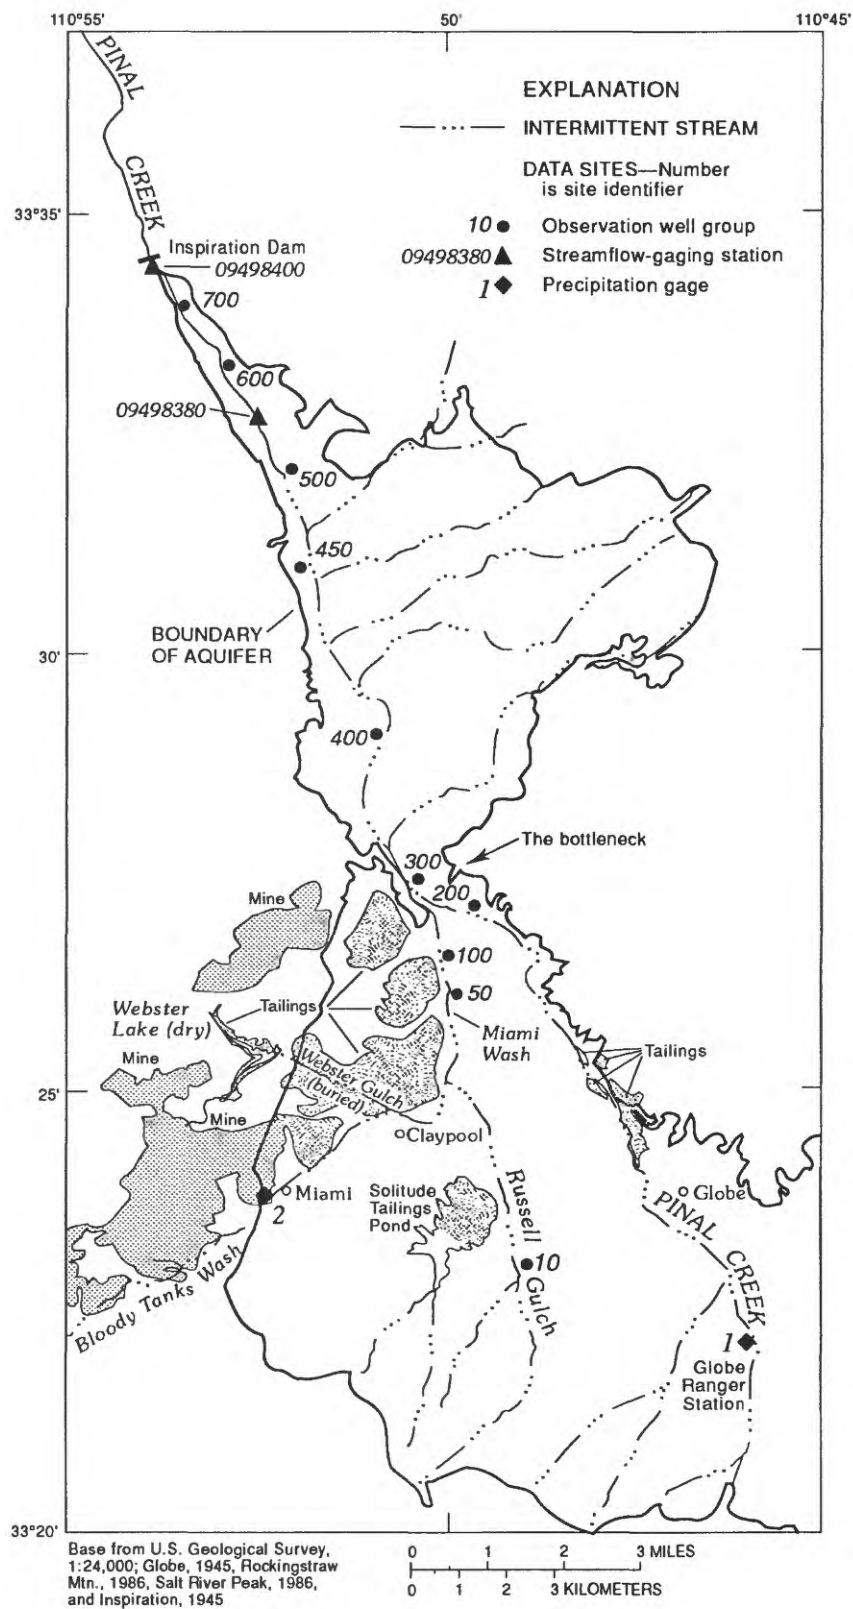 110°55'
50'
110°45'
PINAL
CREEK
EXPLANATION
INTERMITTENT STREAM
DATA SITES—Number
is site identifier
10 Observation well group
09498380 Streamflow-gaging station
1 Precipitation gage
33°35'
Inspiration Dam
09498400
700
600
09498380
500
450
BOUNDARY
OF AQUIFER
30'
400
The bottleneck
300
200
Mine
100
50
Webster
Lake (dry)
Tailings
Miami
Wash
Tailings
Mine
Webster Gulch
(buried)
25'
Mine
Claypool
Miami
2
Solitude
Tailings
Pond
Russell
Gulch
10
Globe
PINAL CREEK
Bloody Tanks Wash
1
Globe
Ranger
Station
33°20'
Base from U.S. Geological Survey,
1:24,000; Globe, 1945, Rockingstraw
Mtn., 1986, Salt River Peak, 1986,
and Inspiration, 1945
0 1 2 3 MILES
0 1 2 3 KILOMETERS